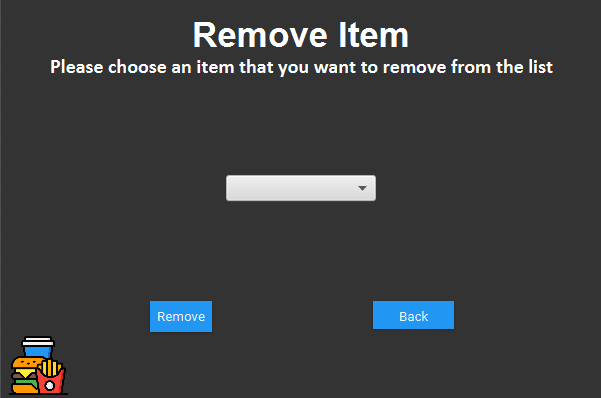 Remove Item
Please choose an item that you want to remove from the list
Remove
Back